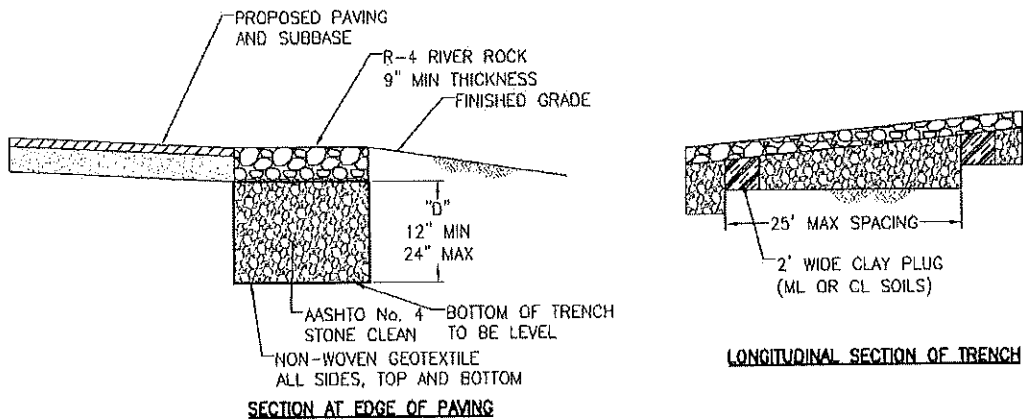 PROPOSED PAVING
AND SUBBASE
R-4 RIVER ROCK
9" MIN THICKNESS
FINISHED GRADE
"D"
12" MIN
24" MAX
AASHTO No. 4
STONE CLEAN
BOTTOM OF TRENCH
TO BE LEVEL
NON-WOVEN GEOTEXTILE
ALL SIDES, TOP AND BOTTOM
SECTION AT EDGE OF PAVING
25' MAX SPACING
2' WIDE CLAY PLUG
(ML OR CL SOILS)
LONGITUDINAL SECTION OF TRENCH